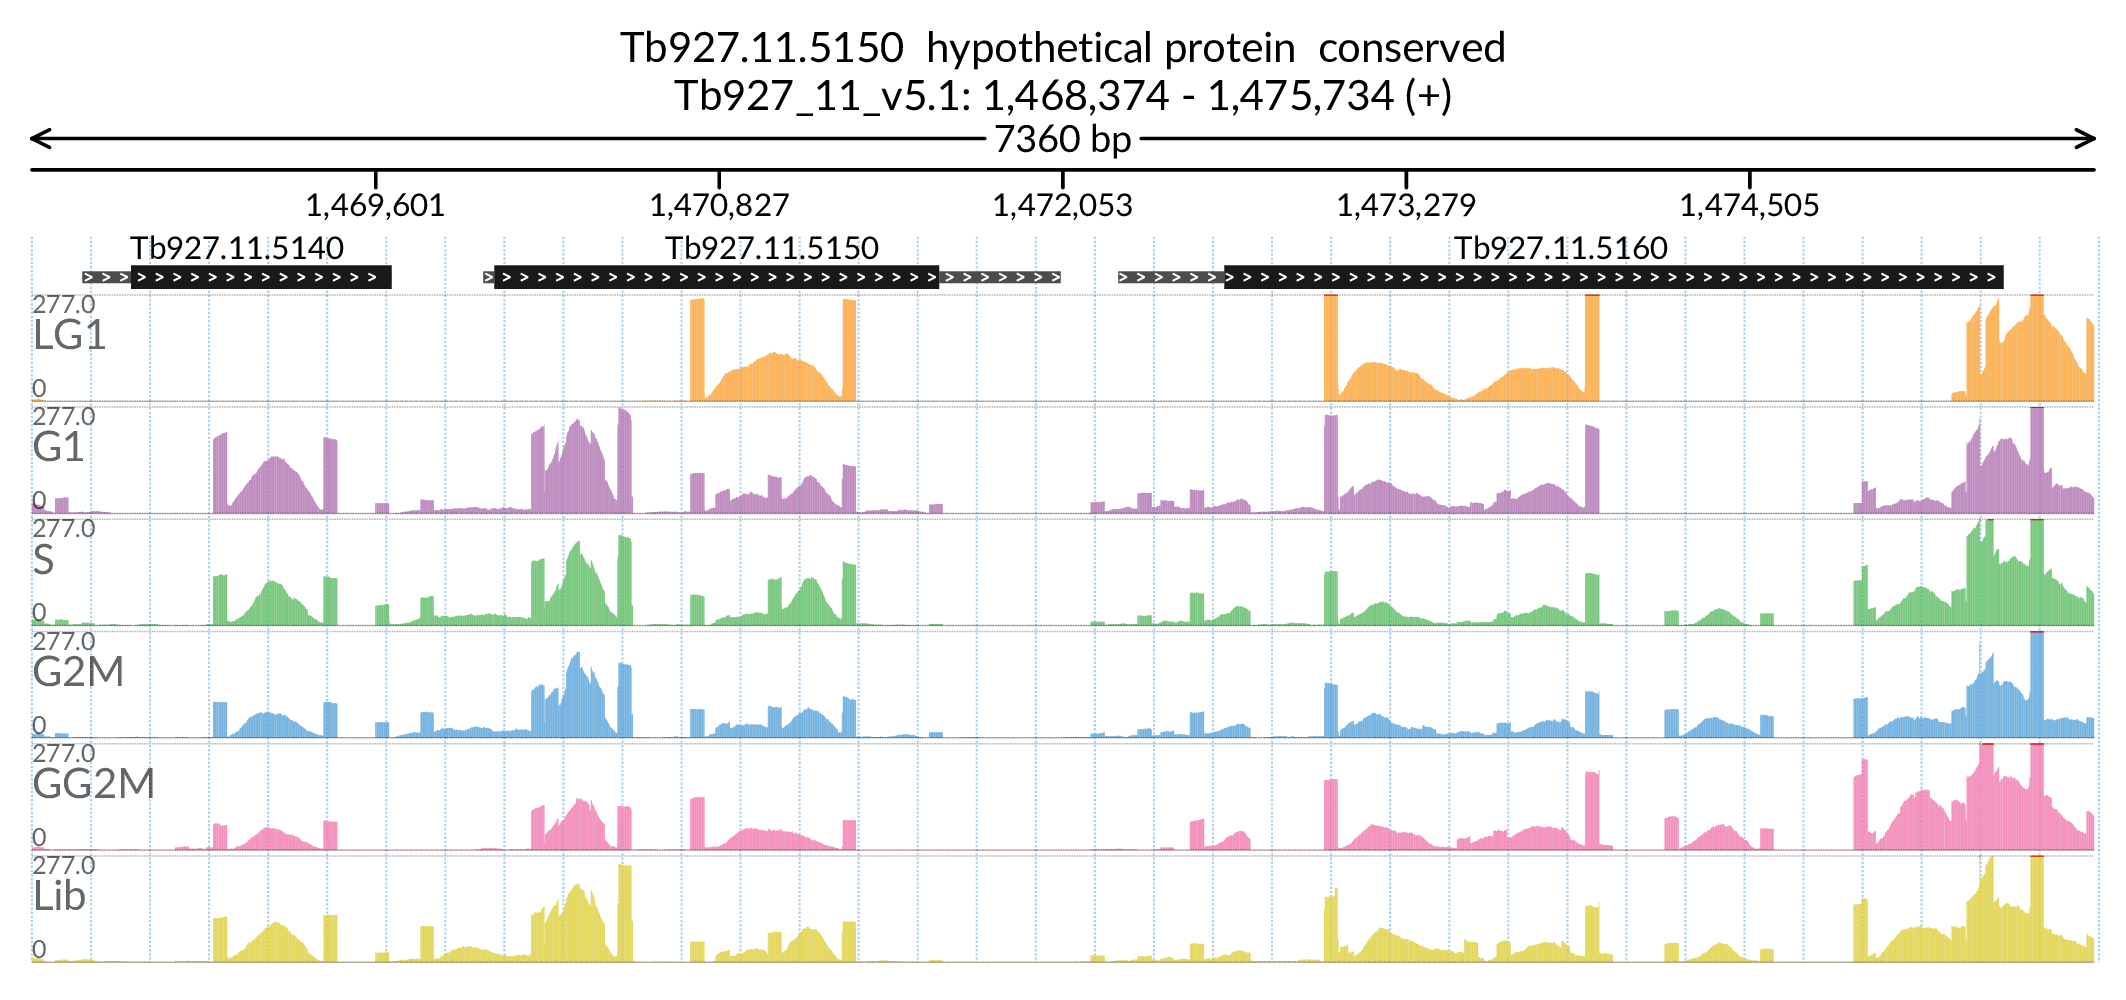 Tb927.11.5150  hypothetical protein  conserved
Tb927_11_v5.1: 1,468,374 - 1,475,734 (+)
7360 bp
1,469,601 1,470,827 1,472,053 1,473,279 1,474,505
Tb927.11.5140 Tb927.11.5150 Tb927.11.5160
277.0
LG1
0
277.0
G1
0
277.0
S
0
277.0
G2M
0
277.0
GG2M
0
277.0
Lib
0